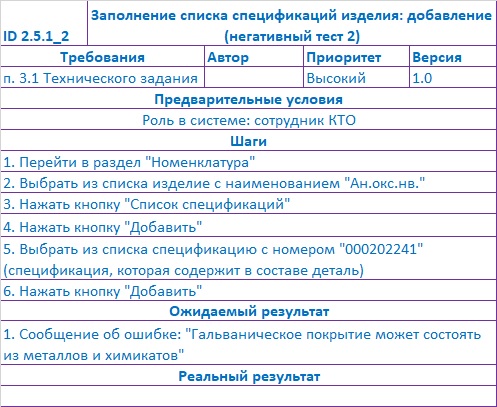 Заполнение списка спецификаций изделия: добавление
ID 2.5.1_2 (негативный тест 2)
Требования Автор Приоритет Версия
п. 3.1 Технического задания Высокий 1.0
Предварительные условия
Роль в системе: сотрудник КТО
Шаги
1. Перейти в раздел "Номенклатура"
2. Выбрать из списка изделие с наименованием "Ан.окс.нв."
3. Нажать кнопку "Список спецификаций"
4. Нажать кнопку "Добавить"
5. Выбрать из списка спецификацию с номером "000202241"
(спецификация, которая содержит в составе деталь)
6. Нажать кнопку "Добавить"
Ожидаемый результат
1. Сообщение об ошибке: "Гальваническое покрытие может состоять
из металлов и химикатов"
Реальный результат